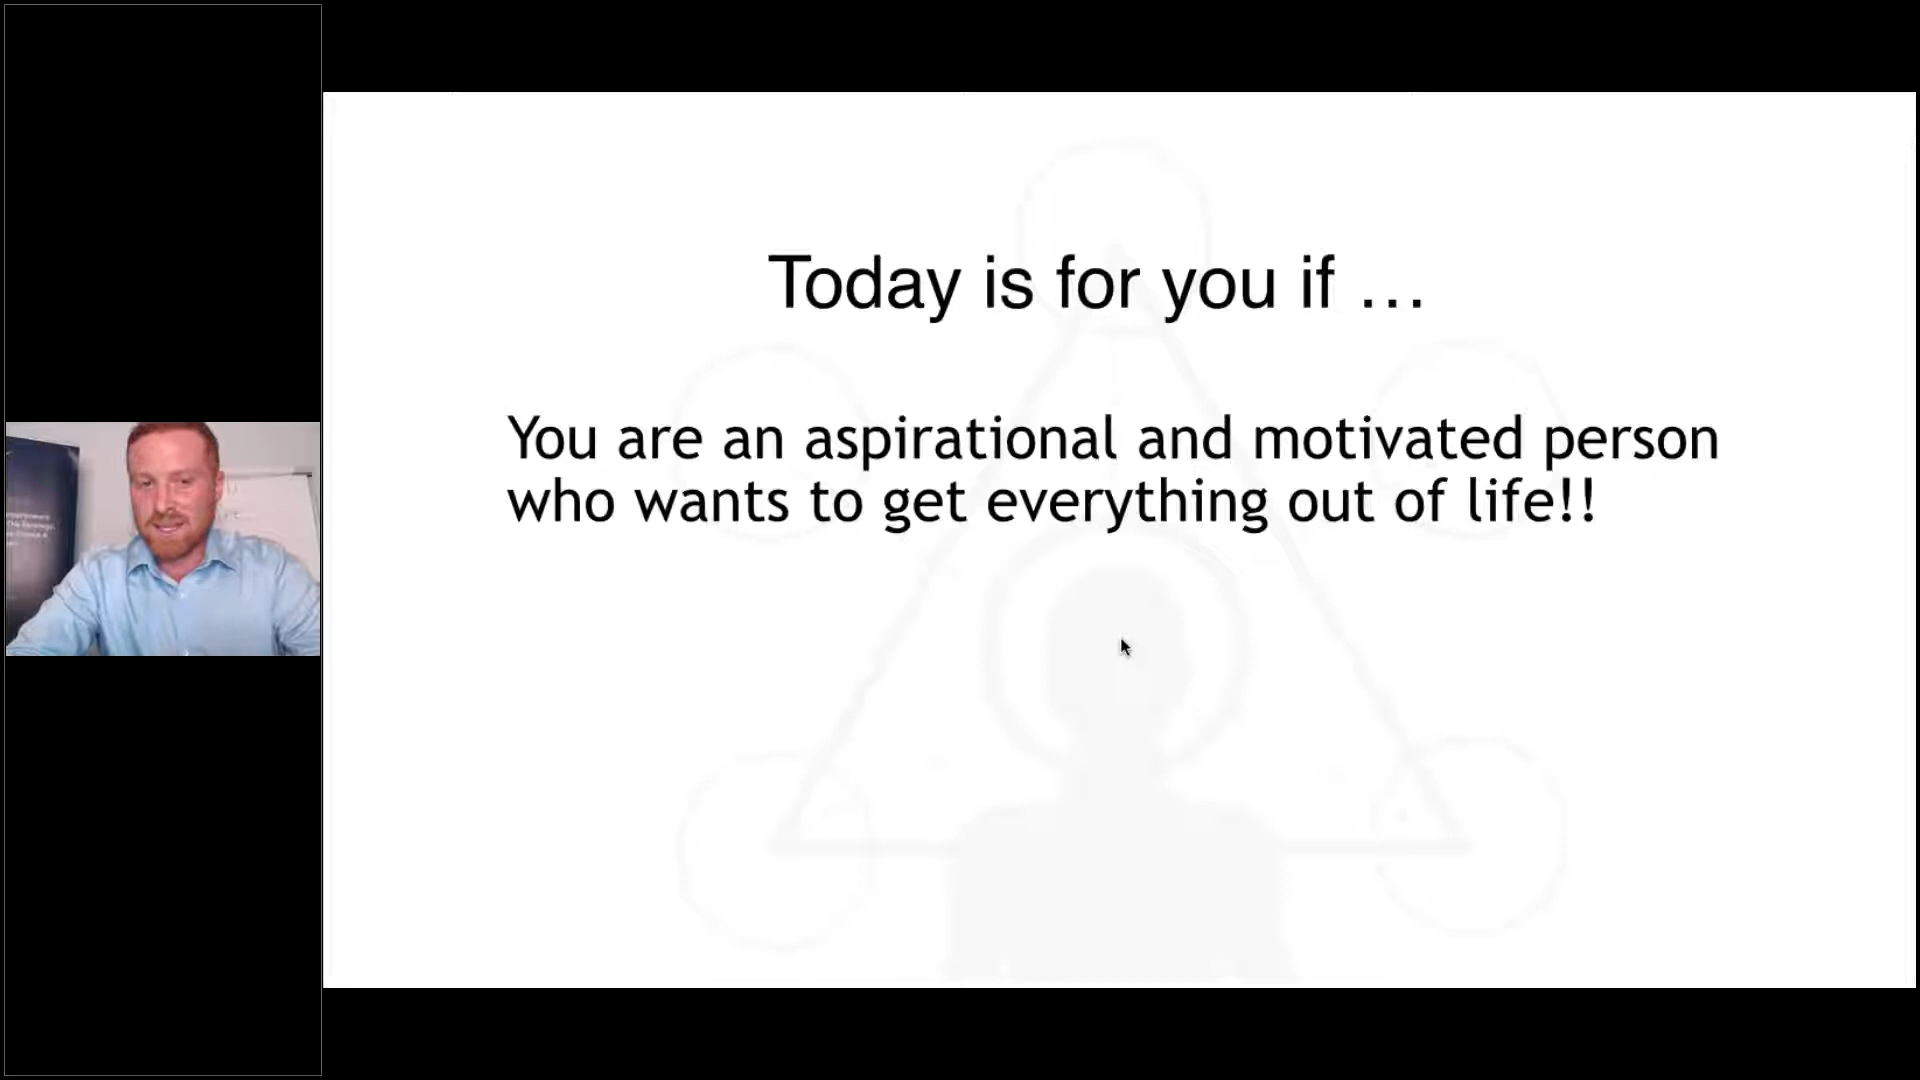 Today is for you if ...
You are an aspirational and motivated person
who wants to get everything out of life!!